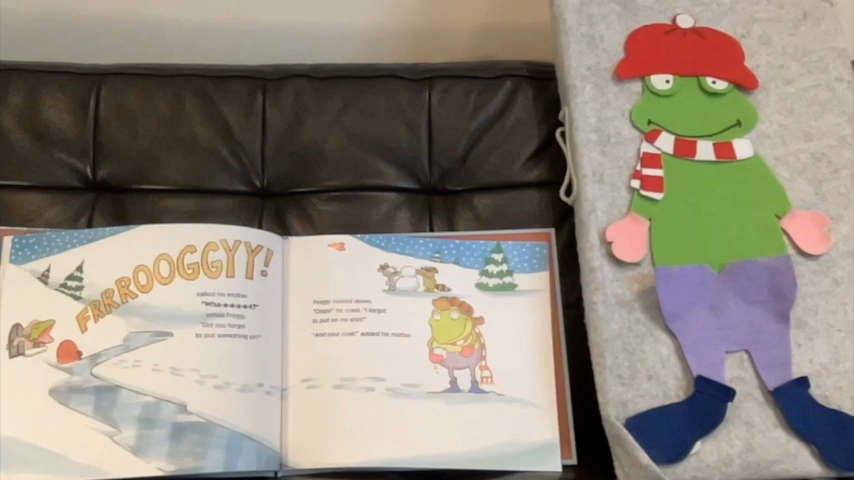 FRRROOGGYY!
called his mother.
"Wha-a-a-a-t?"
yelled Froggy.
"Did you forget
to put something on?"
Froggy looked down.
"Oops!" he cried. "I forgot
to put on my shirt!"
"And your coat!" added his mother.